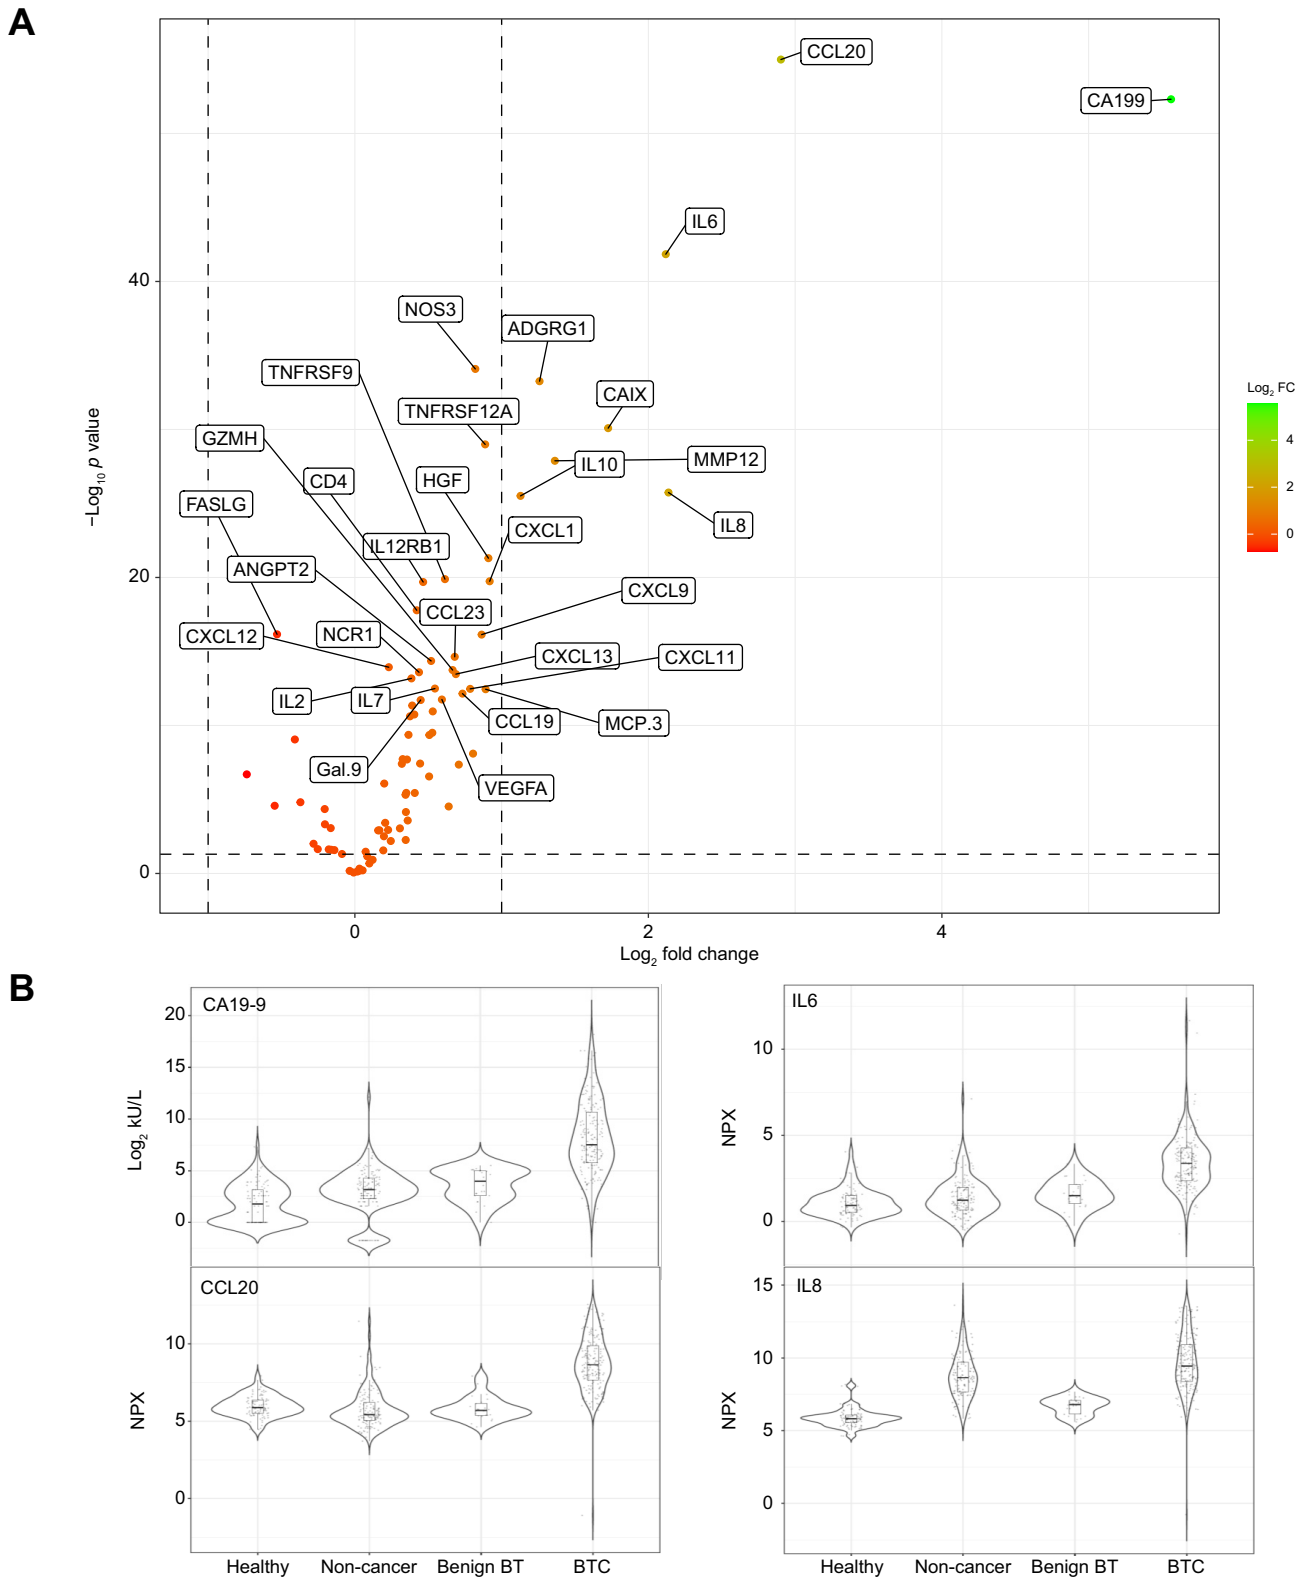 A
CCL20
CA199
IL6
40
NOS3
ADGRG1
TNFRSF9
CAIX
TNFRSF12A
GZMH
MMP12
IL10
CD4
HGF
FASLG
IL8
CXCL1
IL12RB1
20
ANGPT2
CXCL9
CCL23
CXCL12
NCR1
CXCL13
CXCL11
IL2
IL7
CCL19
MCP.3
Gal.9
VEGFA
0
−Log10 p value
0 2 4
Log2 fold change
Log2 FC
4
2
0
B
CA19-9
20
15
10
5
0
Log2 kU/L
IL6
10
5
0
NPX
CCL20
10
5
0
NPX
Healthy Non-cancer Benign BT BTC
IL8
15
10
5
0
NPX
Healthy Non-cancer Benign BT BTC